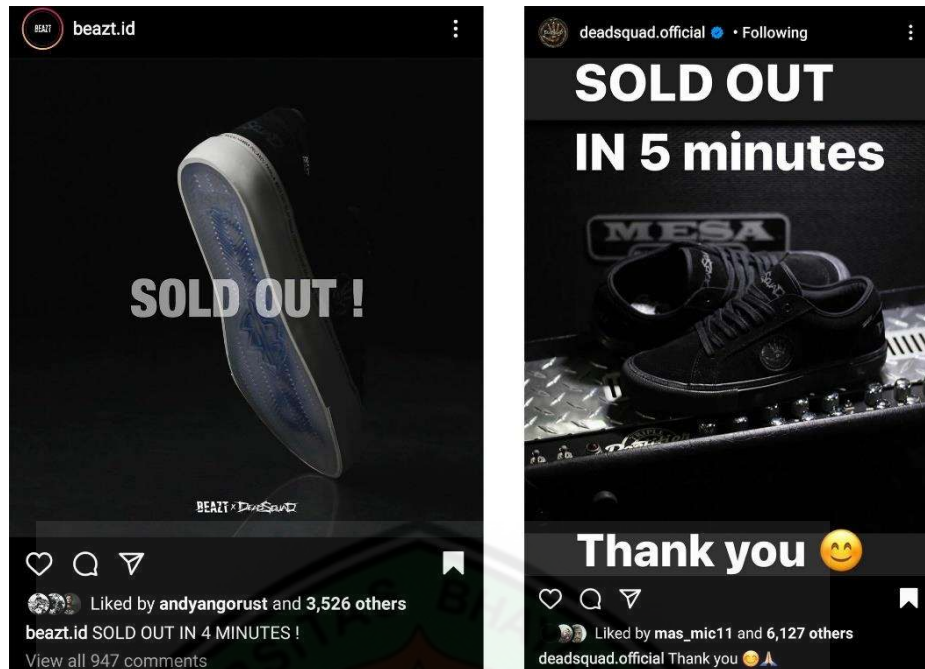 BEAZT
beazt.id
SOLD OUT !
BEAZT x DEADSQUAD
Liked by andyangorust and 3,526 others
beazt.id SOLD OUT IN 4 MINUTES !
View all 947 comments
deadsquad.official • Following
SOLD OUT
IN 5 minutes
MESA
Thank you 😊
Liked by mas_mic11 and 6,127 others
deadsquad.official Thank you 😊🙏